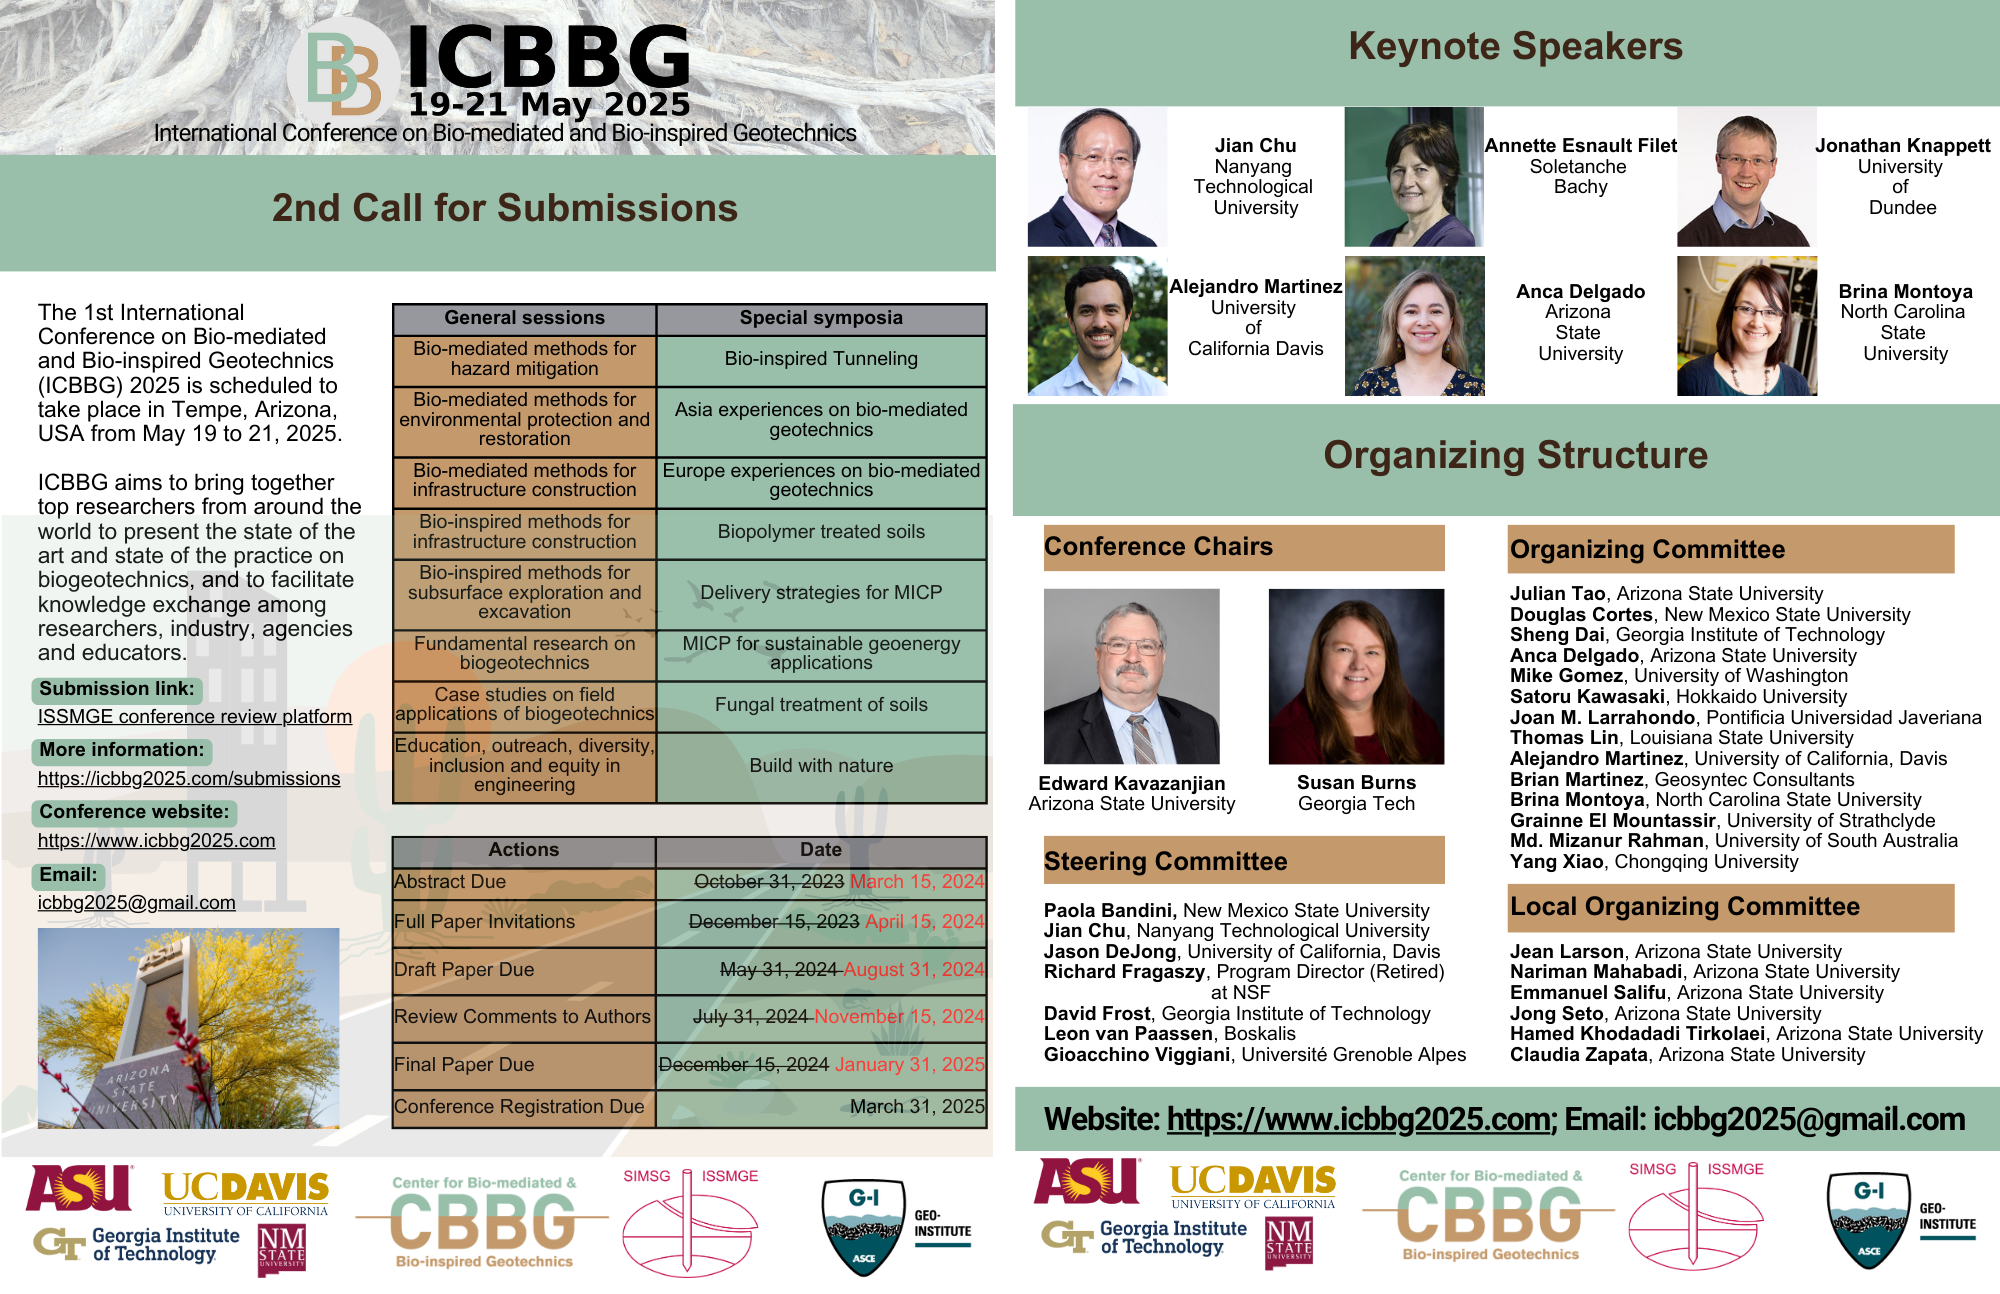 BB ICBBG
19-21 May 2025
International Conference on Bio-mediated and Bio-inspired Geotechnics
2nd Call for Submissions
The 1st International
Conference on Bio-mediated
and Bio-inspired Geotechnics
(ICBBG) 2025 is scheduled to
take place in Tempe, Arizona,
USA from May 19 to 21, 2025.
ICBBG aims to bring together
top researchers from around the
world to present the state of the
art and state of the practice on
biogeotechnics, and to facilitate
knowledge exchange among
researchers, industry, agencies
and educators.
Submission link:
ISSMGE conference review platform
More information:
https://icbbg2025.com/submissions
Conference website:
https://www.icbbg2025.com
Email:
icbbg2025@gmail.com
ASU
ARIZONA
STATE
UNIVERSITY
General sessions Special symposia
Bio-mediated methods for
hazard mitigation
Bio-inspired Tunneling
Bio-mediated methods for
environmental protection and
restoration
Asia experiences on bio-mediated
geotechnics
Bio-mediated methods for
infrastructure construction
Europe experiences on bio-mediated
geotechnics
Bio-inspired methods for
infrastructure construction
Biopolymer treated soils
Bio-inspired methods for
subsurface exploration and
excavation
Delivery strategies for MICP
Fundamental research on
biogeotechnics
MICP for sustainable geoenergy
applications
Case studies on field
applications of biogeotechnics
Fungal treatment of soils
Education, outreach, diversity,
inclusion and equity in
engineering
Build with nature
Actions Date
Abstract Due October 31, 2023 March 15, 2024
Full Paper Invitations December 15, 2023 April 15, 2024
Draft Paper Due May 31, 2024 August 31, 2024
Review Comments to Authors July 31, 2024 November 15, 2024
Final Paper Due December 15, 2024 January 31, 2025
Conference Registration Due March 31, 2025
ASU
UCDAVIS
UNIVERSITY OF CALIFORNIA
GT Georgia Institute
of Technology
NM
STATE
UNIVERSITY
Center for Bio-mediated &
CBBG
Bio-inspired Geotechnics
SIMSG ISSMGE
G-I
ASCE
GEO-
INSTITUTE
Keynote Speakers
Jian Chu
Nanyang
Technological
University
Annette Esnault Filet
Soletanche
Bachy
Jonathan Knappett
University
of
Dundee
Alejandro Martinez
University
of
California Davis
Anca Delgado
Arizona
State
University
Brina Montoya
North Carolina
State
University
Organizing Structure
Conference Chairs
Edward Kavazanjian
Arizona State University
Susan Burns
Georgia Tech
Steering Committee
Paola Bandini, New Mexico State University
Jian Chu, Nanyang Technological University
Jason DeJong, University of California, Davis
Richard Fragaszy, Program Director (Retired)
at NSF
David Frost, Georgia Institute of Technology
Leon van Paassen, Boskalis
Gioacchino Viggiani, Université Grenoble Alpes
Organizing Committee
Julian Tao, Arizona State University
Douglas Cortes, New Mexico State University
Sheng Dai, Georgia Institute of Technology
Anca Delgado, Arizona State University
Mike Gomez, University of Washington
Satoru Kawasaki, Hokkaido University
Joan M. Larrahondo, Pontificia Universidad Javeriana
Thomas Lin, Louisiana State University
Alejandro Martinez, University of California, Davis
Brian Martinez, Geosyntec Consultants
Brina Montoya, North Carolina State University
Grainne El Mountassir, University of Strathclyde
Md. Mizanur Rahman, University of South Australia
Yang Xiao, Chongqing University
Local Organizing Committee
Jean Larson, Arizona State University
Nariman Mahabadi, Arizona State University
Emmanuel Salifu, Arizona State University
Jong Seto, Arizona State University
Hamed Khodadadi Tirkolaei, Arizona State University
Claudia Zapata, Arizona State University
Website: https://www.icbbg2025.com; Email: icbbg2025@gmail.com
ASU
UCDAVIS
UNIVERSITY OF CALIFORNIA
GT Georgia Institute
of Technology
NM
STATE
UNIVERSITY
Center for Bio-mediated &
CBBG
Bio-inspired Geotechnics
SIMSG ISSMGE
G-I
ASCE
GEO-
INSTITUTE